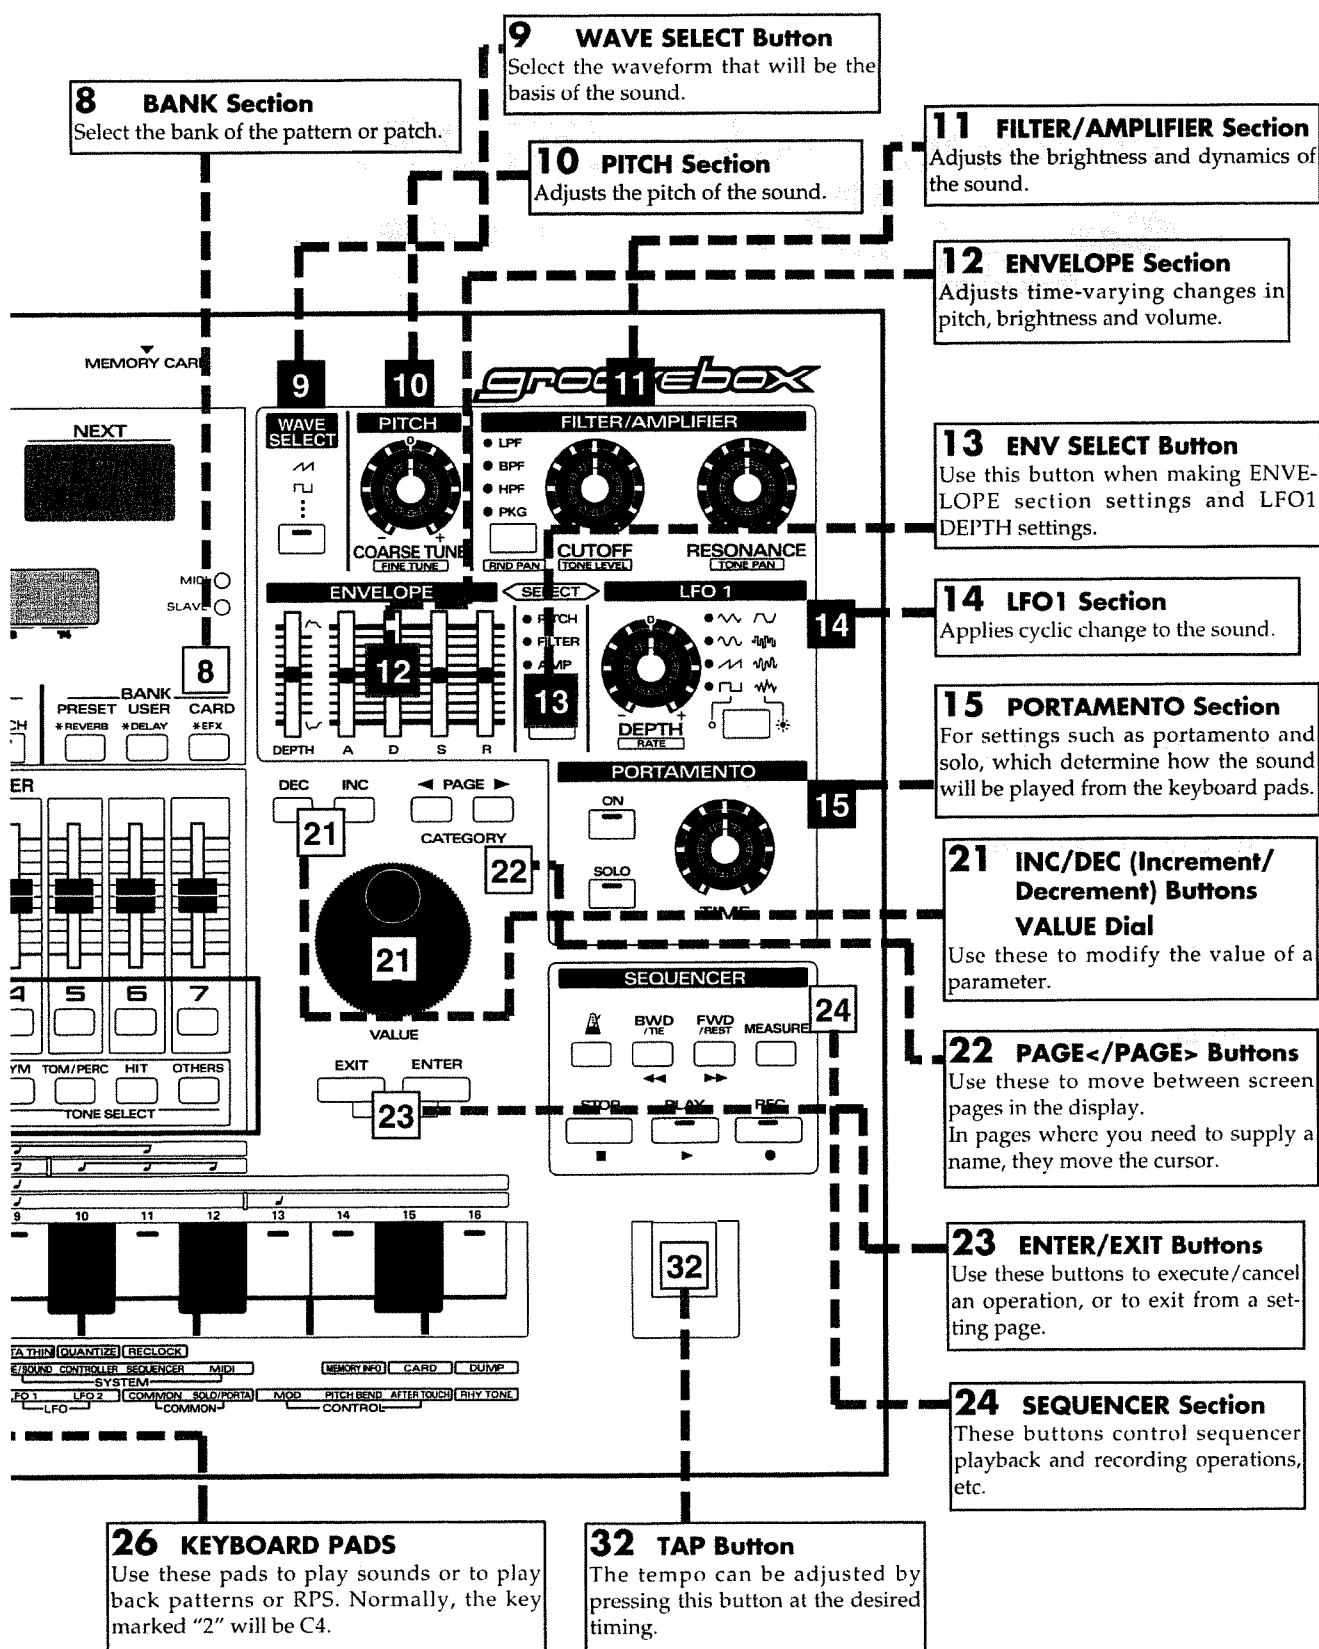 9 WAVE SELECT Button
Select the waveform that will be the
basis of the sound.
8 BANK Section
Select the bank of the pattern or patch.
10 PITCH Section
Adjusts the pitch of the sound.
11 FILTER/AMPLIFIER Section
Adjusts the brightness and dynamics of
the sound.
12 ENVELOPE Section
Adjusts time-varying changes in
pitch, brightness and volume.
13 ENV SELECT Button
Use this button when making ENVE-
LOPE section settings and LFO1
DEPTH settings.
14 LFO1 Section
Applies cyclic change to the sound.
15 PORTAMENTO Section
For settings such as portamento and
solo, which determine how the sound
will be played from the keyboard pads.
21 INC/DEC (Increment/
Decrement) Buttons
VALUE Dial
Use these to modify the value of a
parameter.
22 PAGE</PAGE> Buttons
Use these to move between screen
pages in the display.
In pages where you need to supply a
name, they move the cursor.
23 ENTER/EXIT Buttons
Use these buttons to execute/cancel
an operation, or to exit from a set-
ting page.
24 SEQUENCER Section
These buttons control sequencer
playback and recording operations,
etc.
26 KEYBOARD PADS
Use these pads to play sounds or to play
back patterns or RPS. Normally, the key
marked "2" will be C4.
32 TAP Button
The tempo can be adjusted by
pressing this button at the desired
timing.
MEMORY CARD
9 10 11
groovebox
NEXT
WAVE
SELECT
PITCH
0
- +
COARSE TUNE
FINE TUNE
FILTER/AMPLIFIER
LPF
BPF
HPF
PKG
RND PAN
CUTOFF
TONE LEVEL
RESONANCE
TONE PAN
MIDI
SLAVE
8
BANK
PRESET USER CARD
*REVERB *DELAY *EFX
ENVELOPE
12
DEPTH A D S R
SELECT
PITCH
FILTER
AMP
13
LFO 1
0
- +
DEPTH
RATE
14
DEC INC
21
◄ PAGE ►
CATEGORY
22
21
VALUE
PORTAMENTO
ON
SOLO
TIME
15
4 5 6 7
TOM/PERC HIT OTHERS
TONE SELECT
EXIT ENTER
23
SEQUENCER
24
BWD
/TIE
FWD
/REST
MEASURE
STOP PLAY REC
9 10 11 12 13 14 15 16
32
QUANTIZE RECLOCK
CONTROLLER SEQUENCER MIDI
SYSTEM
MEMORY INFO CARD DUMP
LFO 2
LFO
COMMON SOLO/PORTA
COMMON
MOD PITCH BEND AFTER TOUCH
CONTROL
RHY TONE